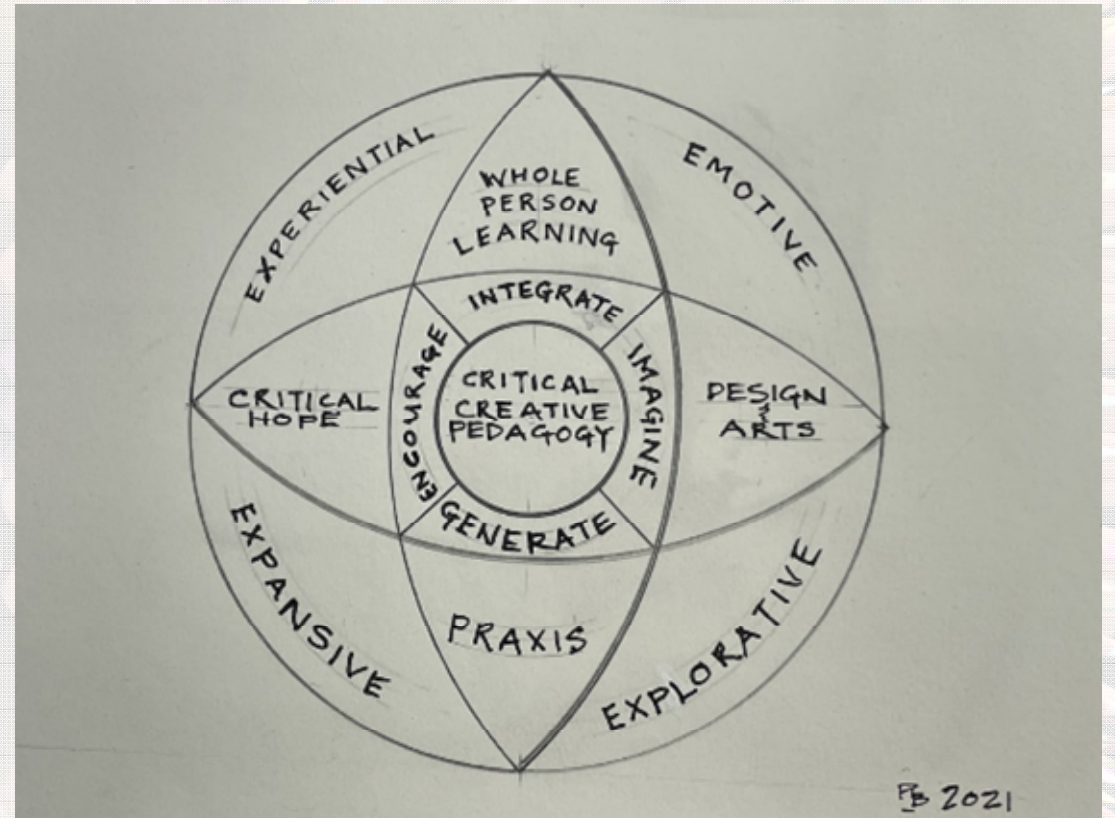 EXPERIENTIAL
EMOTIVE
WHOLE
PERSON
LEARNING
INTEGRATE
ENCOURAGE
IMAGINE
CRITICAL
CREATIVE
PEDAGOGY
CRITICAL
HOPE
DESIGN
&
ARTS
GENERATE
EXPANSIVE
PRAXIS
EXPLORATIVE
PB 2021